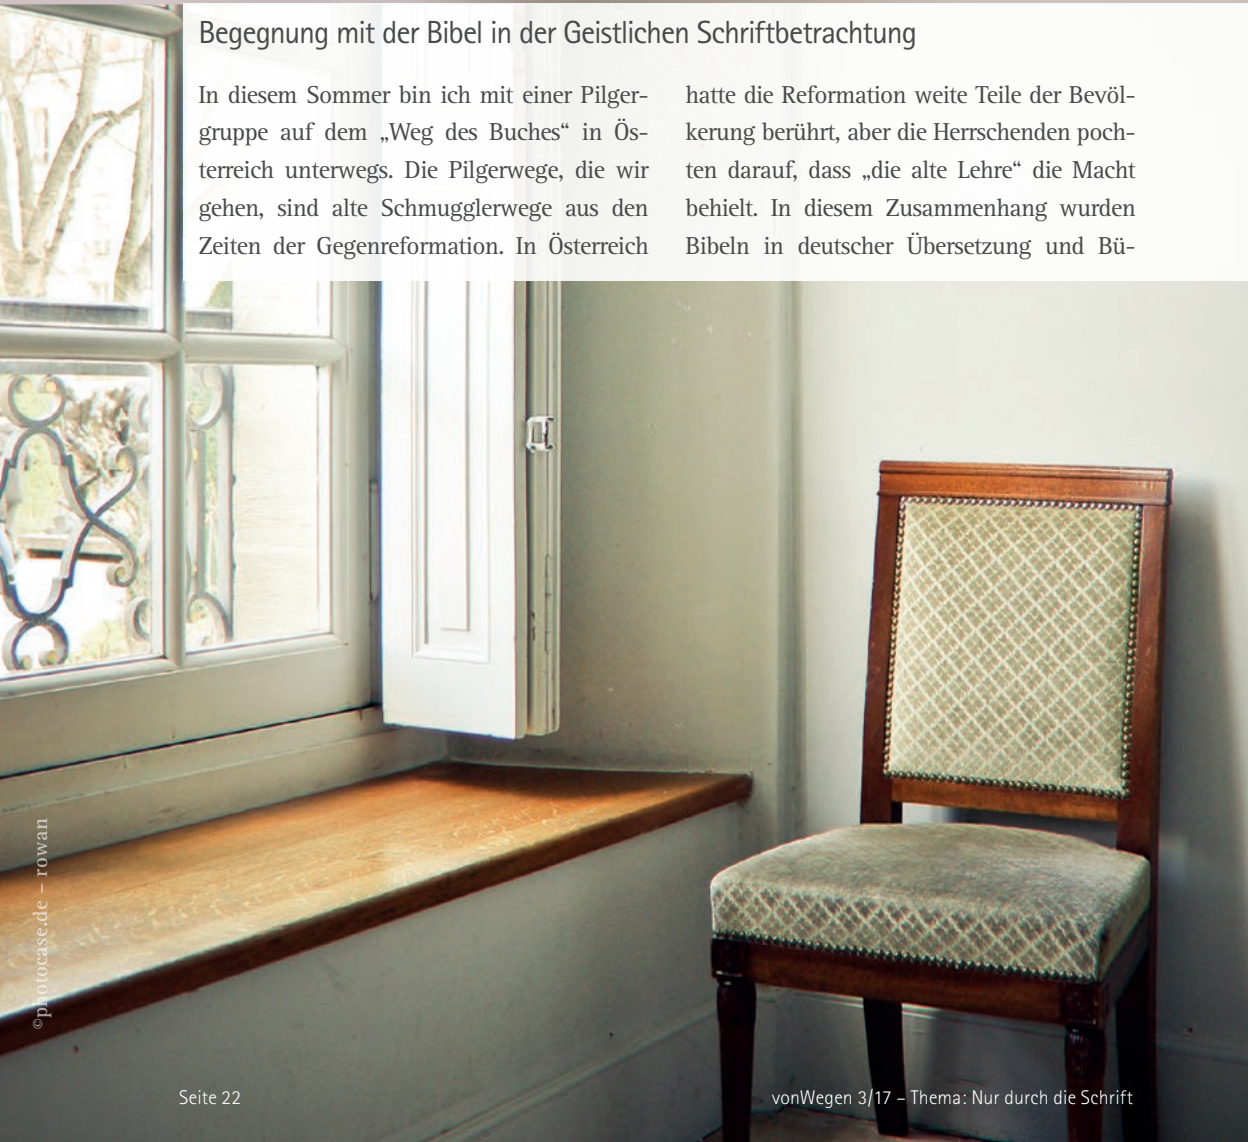 Begegnung mit der Bibel in der Geistlichen Schriftbetrachtung
In diesem Sommer bin ich mit einer Pilger-
gruppe auf dem „Weg des Buches“ in Ös-
terreich unterwegs. Die Pilgerwege, die wir
gehen, sind alte Schmugglerwege aus den
Zeiten der Gegenreformation. In Österreich
hatte die Reformation weite Teile der Bevöl-
kerung berührt, aber die Herrschenden poch-
ten darauf, dass „die alte Lehre“ die Macht
behielt. In diesem Zusammenhang wurden
Bibeln in deutscher Übersetzung und Bü-
©photocase.de – rowan
Seite 22
vonWegen 3/17 – Thema: Nur durch die Schrift